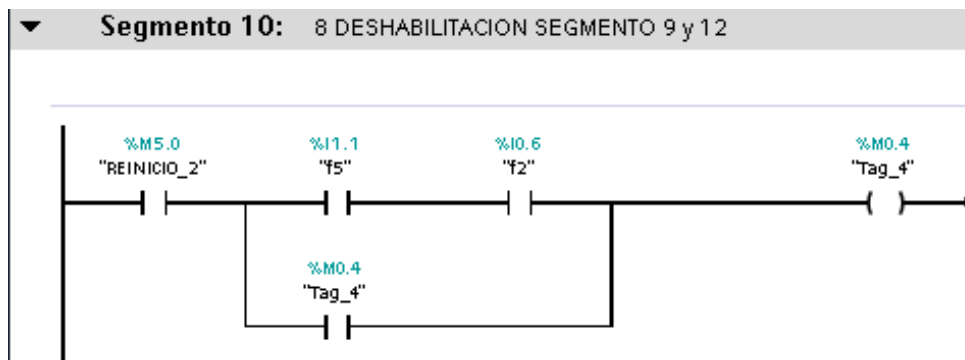 Segmento 10: 8 DESHABILITACION SEGMENTO 9 y 12
%M5.0 %I1.1 %I0.6 %M0.4
"REINICIO_2" "f5" "f2" "Tag_4"
%M0.4
"Tag_4"